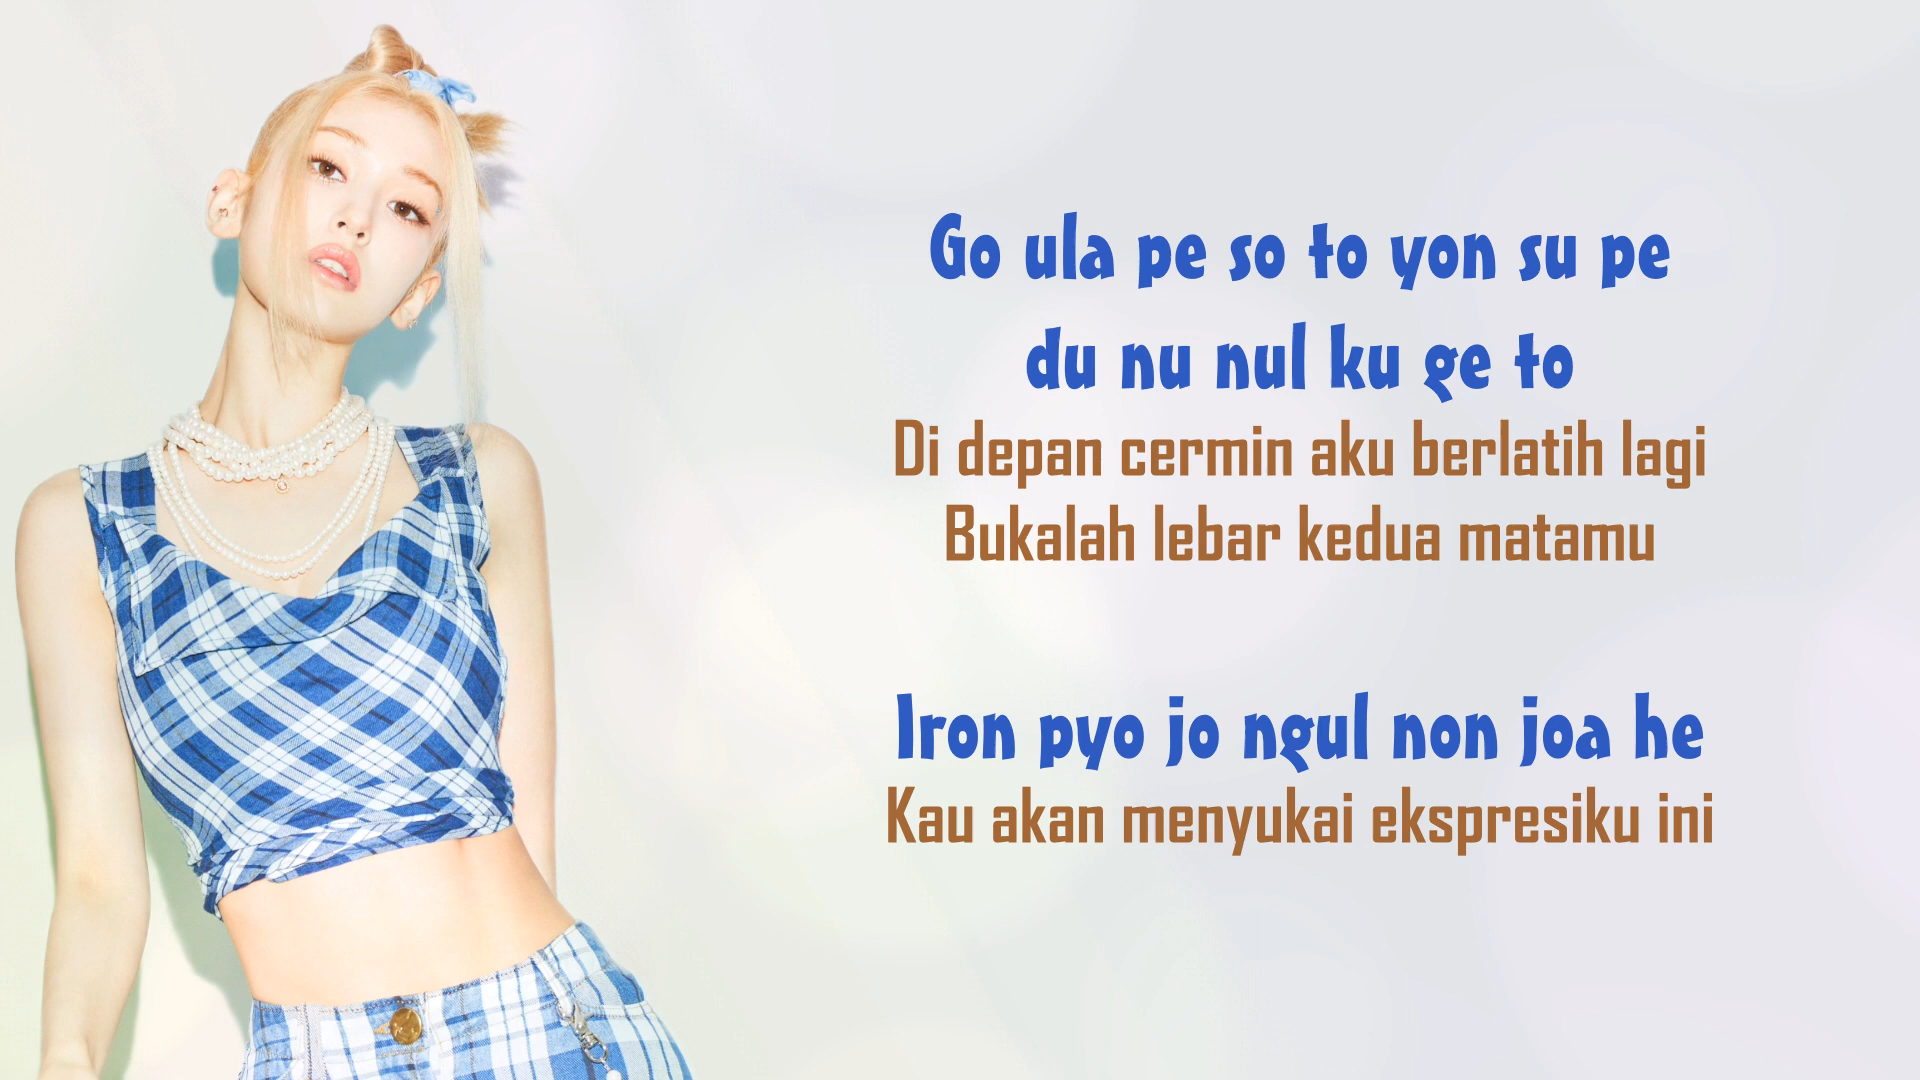 Go ula pe so to yon su pe
du nu nul ku ge to
Di depan cermin aku berlatih lagi
Bukalah lebar kedua matamu
Iron pyo jo ngul non joa he
Kau akan menyukai ekspresiku ini